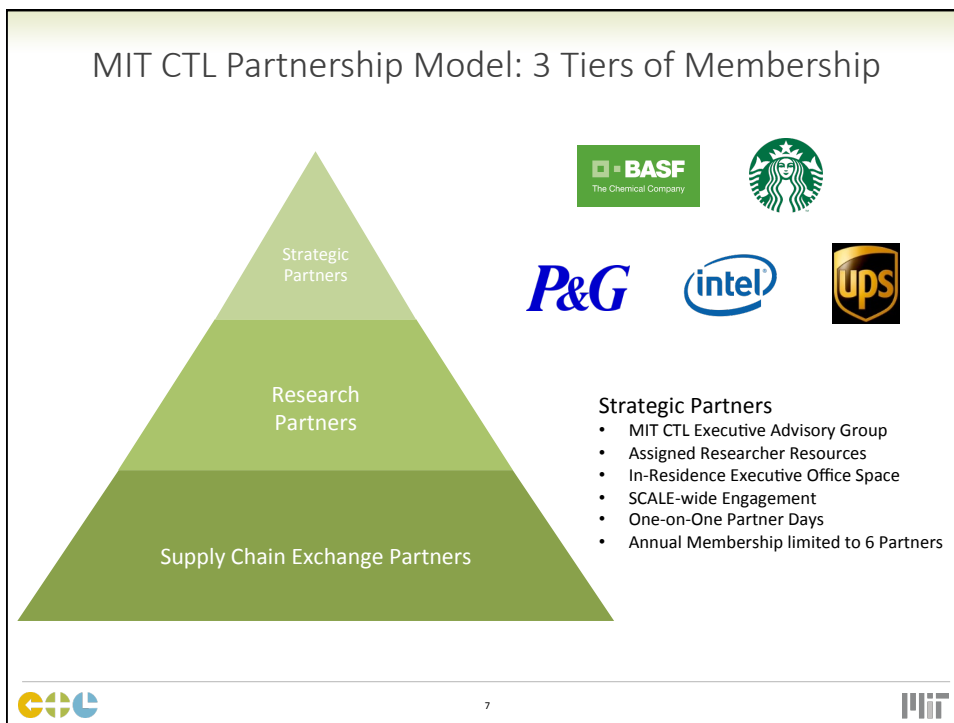 MIT CTL Partnership Model: 3 Tiers of Membership
BASF
The Chemical Company
Strategic
Partners
P&G
intel
ups
Research
Partners
Strategic Partners
• MIT CTL Executive Advisory Group
• Assigned Researcher Resources
• In-Residence Executive Office Space
• SCALE-wide Engagement
• One-on-One Partner Days
• Annual Membership limited to 6 Partners
Supply Chain Exchange Partners
7